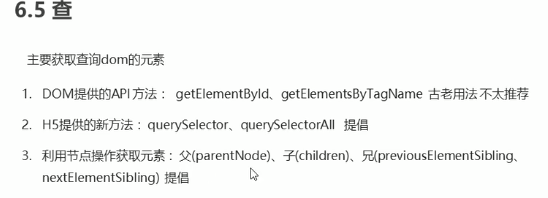 6.5 查
主要获取查询dom的元素
1. DOM提供的API 方法： getElementById、getElementsByTagName 古老用法 不太推荐
2. H5提供的新方法：querySelector、querySelectorAll 提倡
3. 利用节点操作获取元素：父(parentNode)、子(children)、兄(previousElementSibling、
nextElementSibling) 提倡